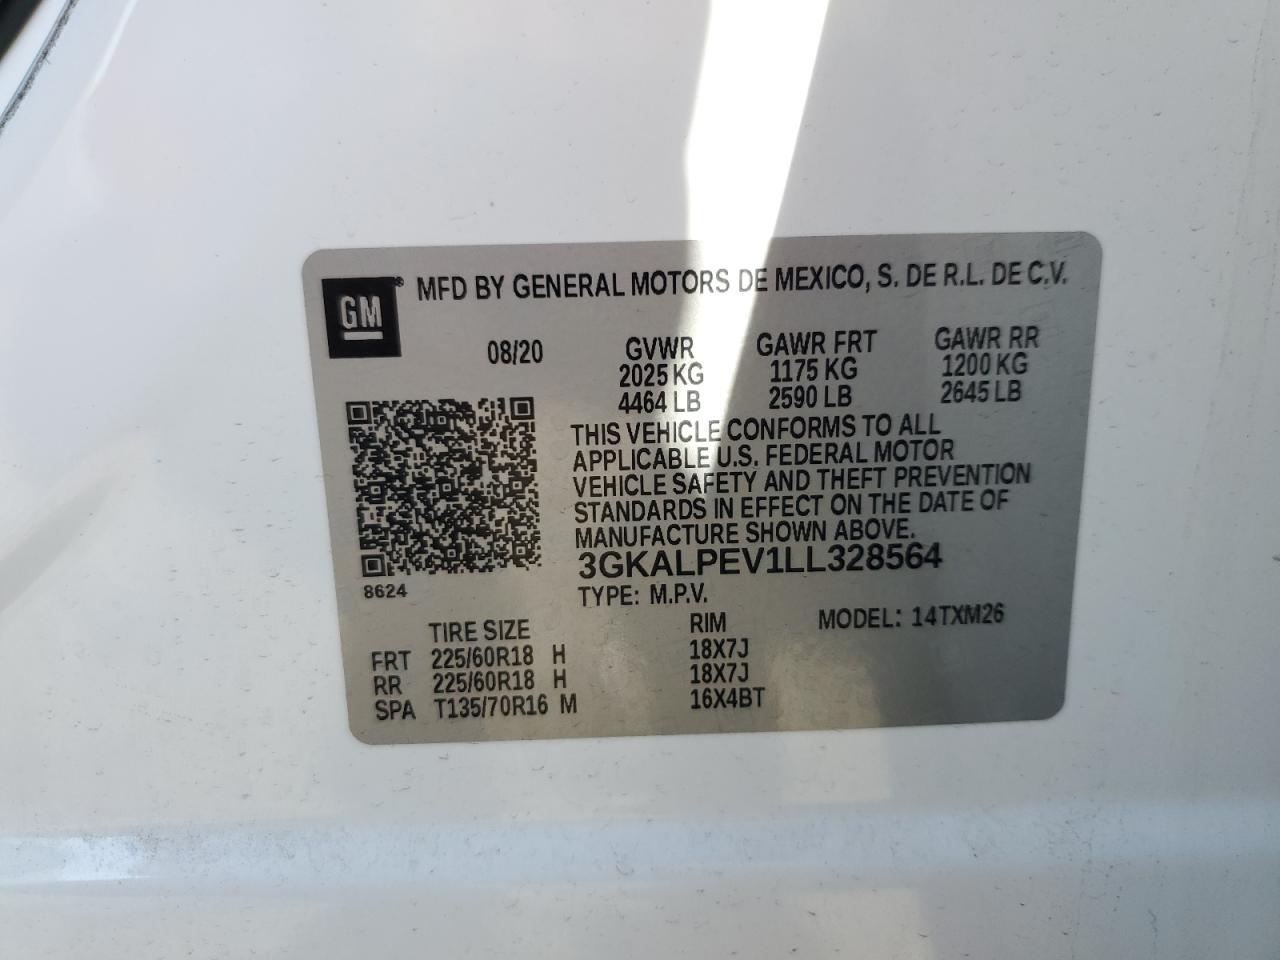 GM ® MFD BY GENERAL MOTORS DE MEXICO, S. DE R.L. DE C.V.
08/20 GVWR GAWR FRT GAWR RR
2025 KG 1175 KG 1200 KG
4464 LB 2590 LB 2645 LB
THIS VEHICLE CONFORMS TO ALL
APPLICABLE U.S. FEDERAL MOTOR
VEHICLE SAFETY AND THEFT PREVENTION
STANDARDS IN EFFECT ON THE DATE OF
MANUFACTURE SHOWN ABOVE.
3GKALPEV1LL328564
8624
TYPE: M.P.V.
TIRE SIZE RIM MODEL: 14TXM26
FRT 225/60R18 H 18X7J
RR 225/60R18 H 18X7J
SPA T135/70R16 M 16X4BT